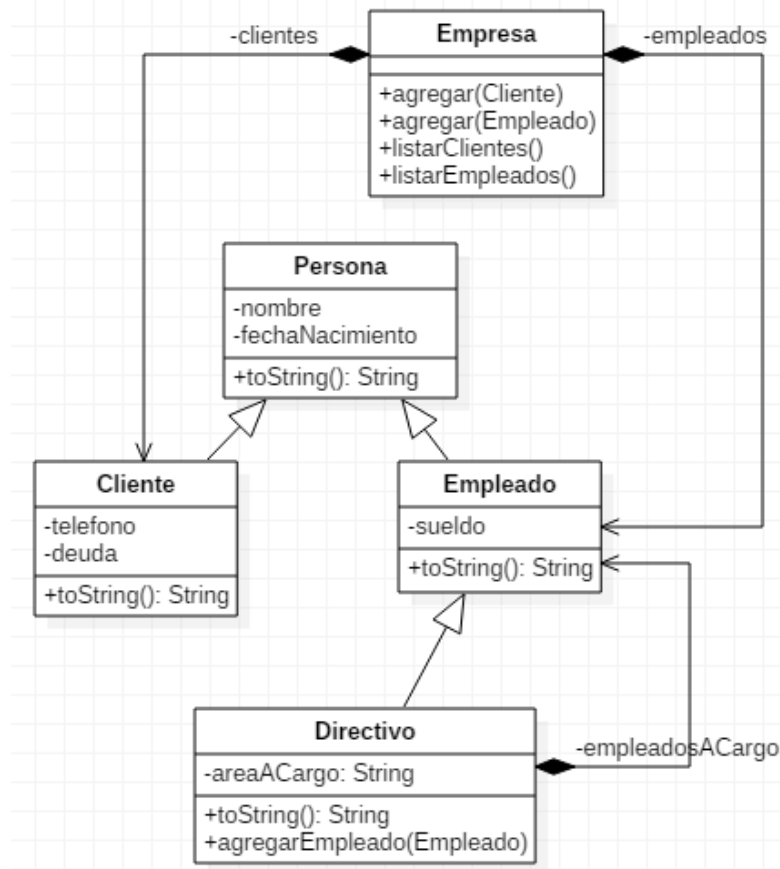 -clientes
Empresa
-empleados
+agregar(Cliente)
+agregar(Empleado)
+listarClientes()
+listarEmpleados()
Persona
-nombre
-fechaNacimiento
+toString(): String
Cliente
-telefono
-deuda
+toString(): String
Empleado
-sueldo
+toString(): String
Directivo
-areaACargo: String
+toString(): String
+agregarEmpleado(Empleado)
-empleadosACargo